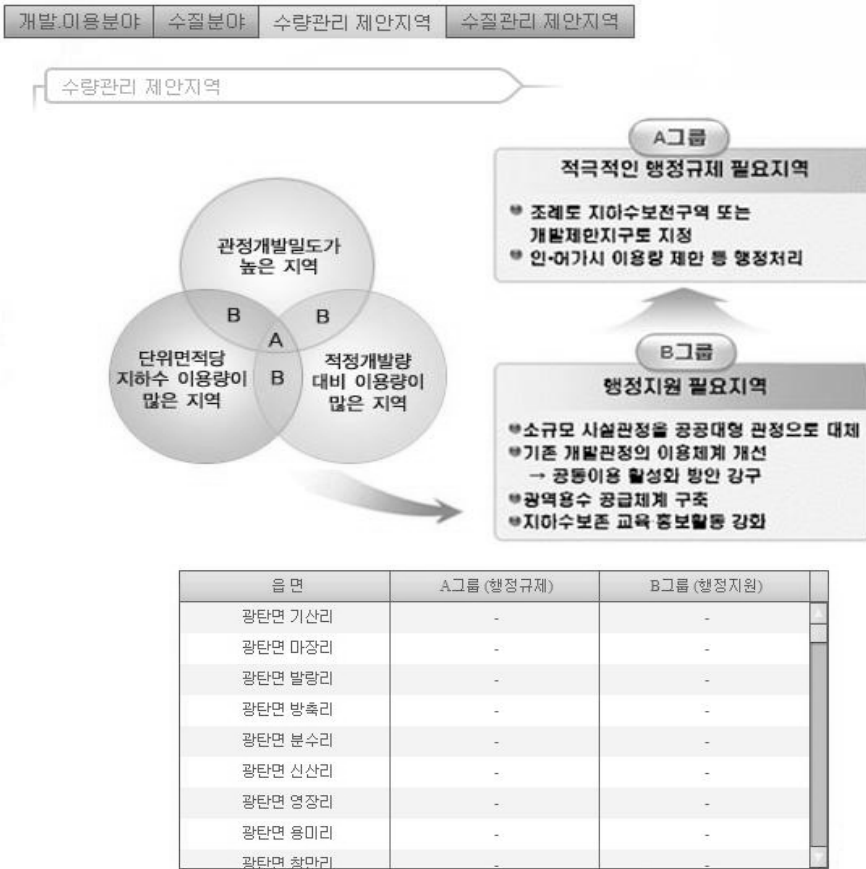 개발.이용분야
수질분야
수량관리 제안지역
수질관리 제안지역
수량관리 제안지역
관정개발밀도가
높은 지역
B
B
A
B
단위면적당
지하수 이용량이
많은 지역
적정개발량
대비 이용량이
많은 지역
A그룹
적극적인 행정규제 필요지역
조례로 지하수보전구역 또는
개발제한지구로 지정
인·허가시 이용량 제한 등 행정처리
B그룹
행정지원 필요지역
소규모 사설관정을 공공대형 관정으로 대체
기존 개발관정의 이용체계 개선
→ 공동이용 활성화 방안 강구
광역용수 공급체계 구축
지하수보존 교육·홍보활동 강화
읍 면 A그룹 (행정규제) B그룹 (행정지원)
광탄면 기산리 - -
광탄면 마장리 - -
광탄면 발랑리 - -
광탄면 방축리 - -
광탄면 분수리 - -
광탄면 신산리 - -
광탄면 영장리 - -
광탄면 용미리 - -
광탄면 창만리 - -